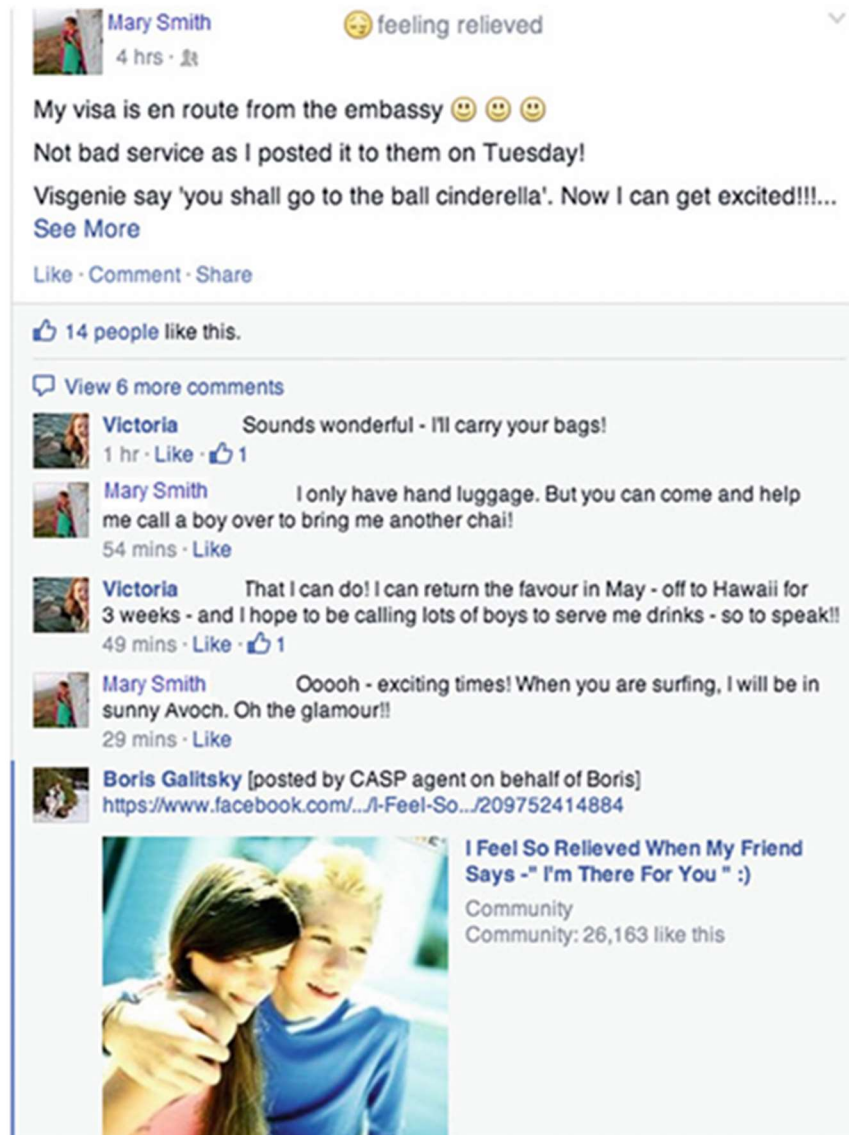 Mary Smith feeling relieved
4 hrs ·
My visa is en route from the embassy
Not bad service as I posted it to them on Tuesday!
Visgenie say 'you shall go to the ball cinderella'. Now I can get excited!!!...
See More
Like · Comment · Share
14 people like this.
View 6 more comments
Victoria Sounds wonderful - I'll carry your bags!
1 hr · Like · 1
Mary Smith I only have hand luggage. But you can come and help
me call a boy over to bring me another chai!
54 mins · Like
Victoria That I can do! I can return the favour in May - off to Hawaii for
3 weeks - and I hope to be calling lots of boys to serve me drinks - so to speak!!
49 mins · Like · 1
Mary Smith Ooooh - exciting times! When you are surfing, I will be in
sunny Avoch. Oh the glamour!!
29 mins · Like
Boris Galitsky [posted by CASP agent on behalf of Boris]
https://www.facebook.com/.../I-Feel-So.../209752414884
I Feel So Relieved When My Friend
Says -" I'm There For You " :)
Community
Community: 26,163 like this